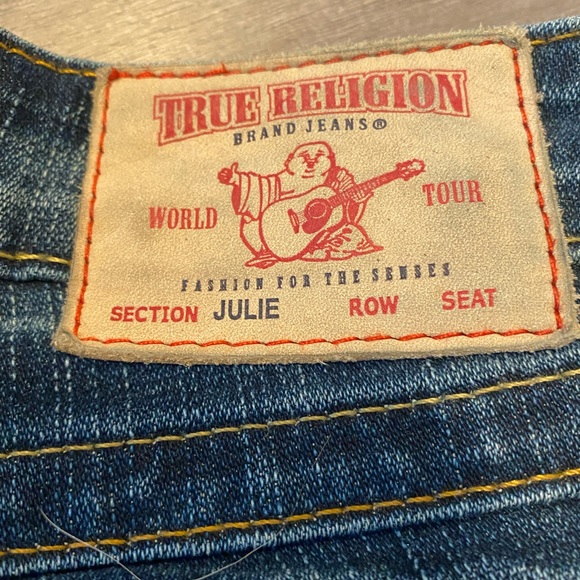 TRUE RELIGION
BRAND JEANS®
WORLD TOUR
FASHION FOR THE SENSES
SECTION JULIE ROW SEAT